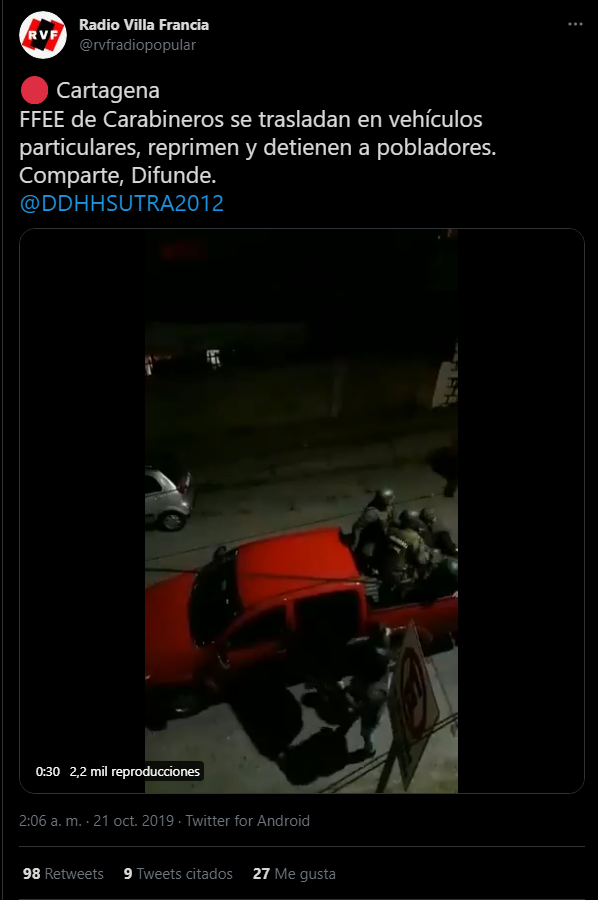 RVF
Radio Villa Francia
@rvfradiopopular
Cartagena
FFEE de Carabineros se trasladan en vehículos
particulares, reprimen y detienen a pobladores.
Comparte, Difunde.
@DDHHSUTRA2012
0:30 2,2 mil reproducciones
2:06 a. m. · 21 oct. 2019 · Twitter for Android
98 Retweets 9 Tweets citados 27 Me gusta